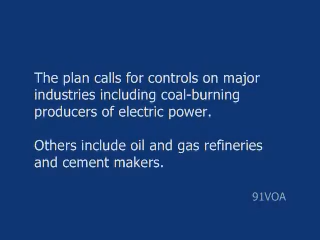 The plan calls for controls on major
industries including coal-burning
producers of electric power.
Others include oil and gas refineries
and cement makers.
91VOA